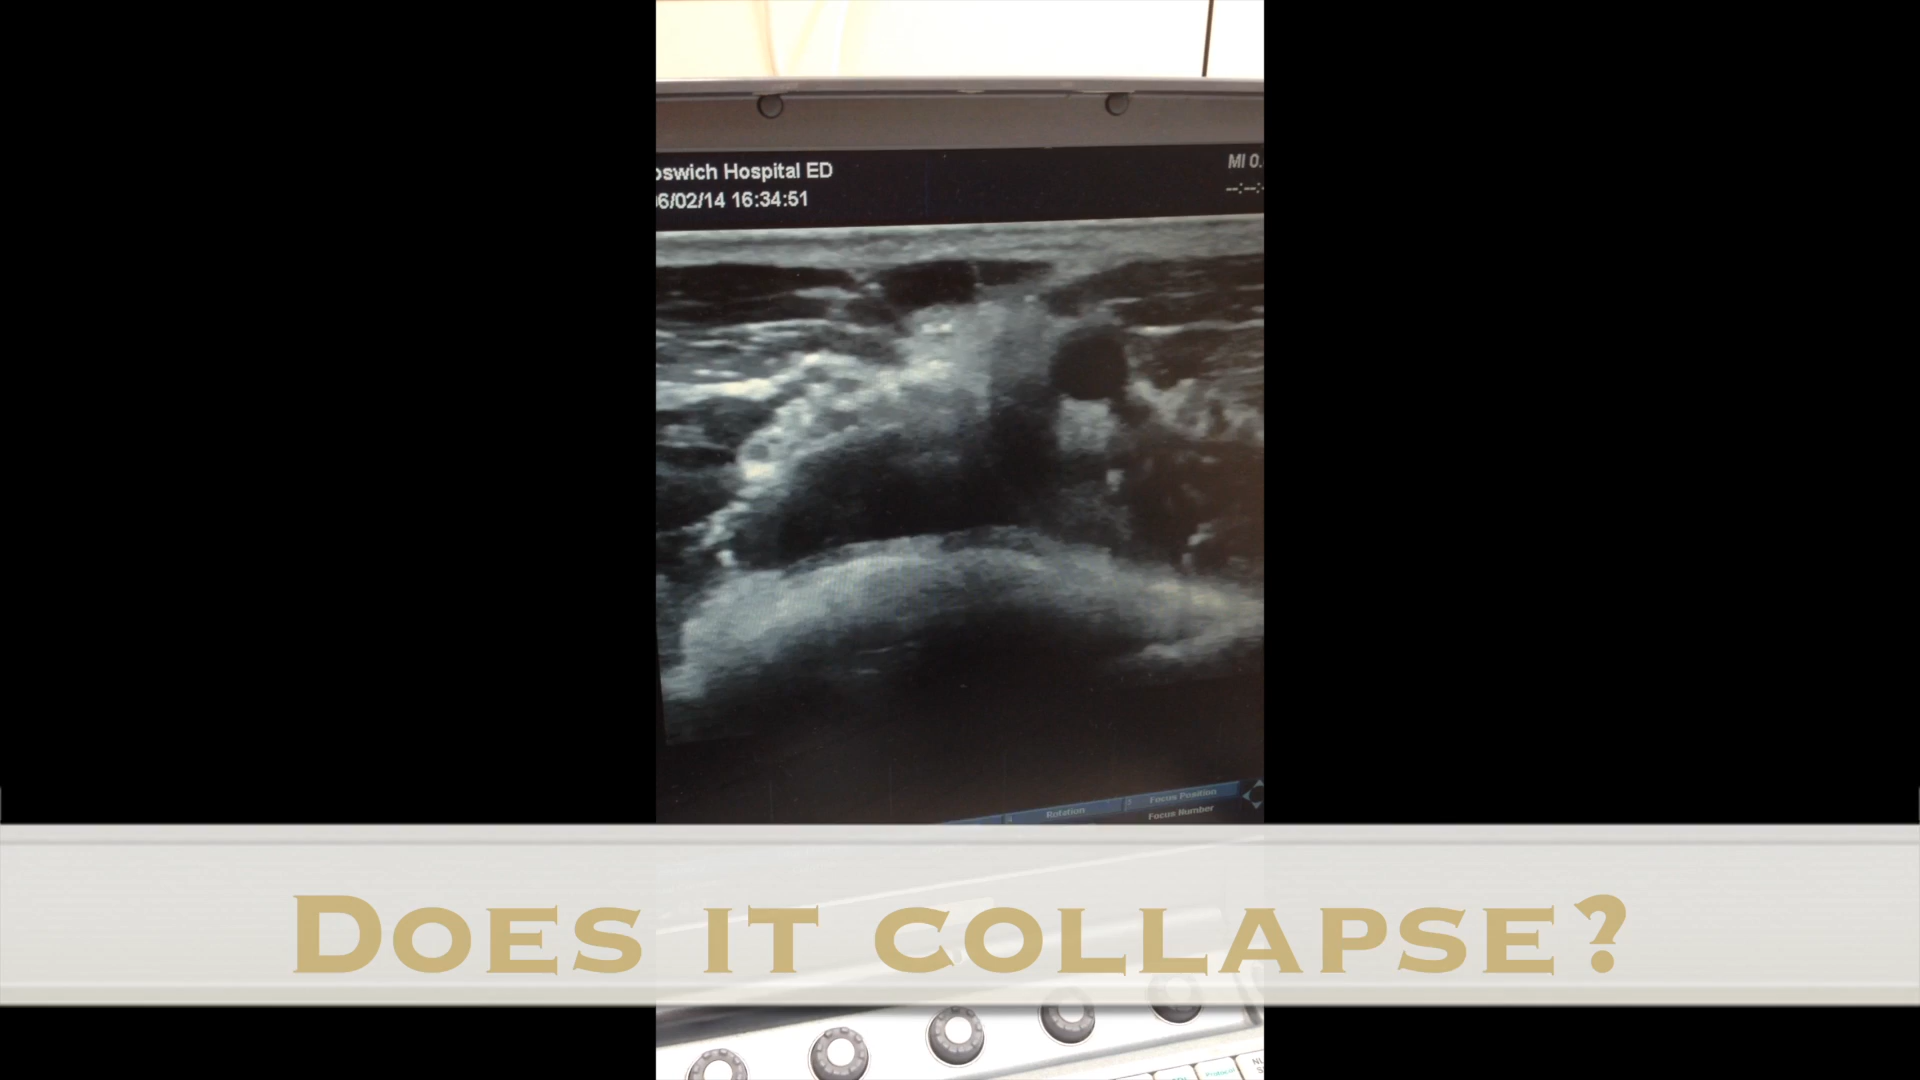 oswich Hospital ED
MI 0.
6/02/14 16:34:51
--:--:
Focus Position
Rotation
Focus Number
Does it collapse?